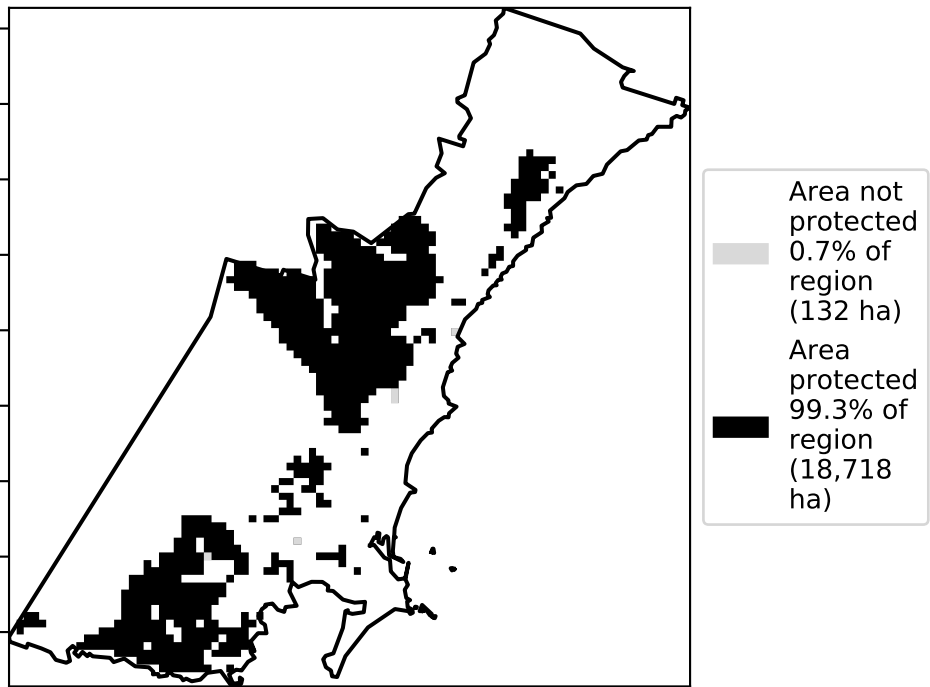 Area not
protected
0.7% of
region
(132 ha)
Area
protected
99.3% of
region
(18,718
ha)